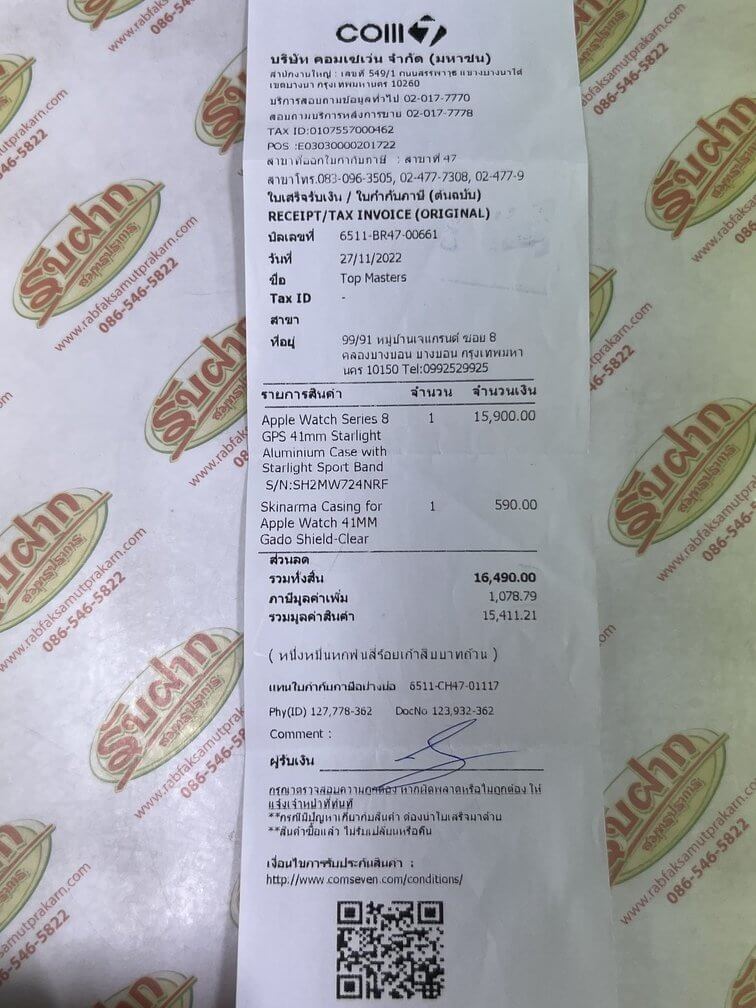 COM7
บริษัท คอมเซเว่น จำกัด (มหาชน)
สำนักงานใหญ่ : เลขที่ 549/1 ถนนสรรพาวุธ แขวงบางนาใต้
เขตบางนา กรุงเทพมหานคร 10260
บริการสอบถามข้อมูลทั่วไป 02-017-7770
สอบถามบริการหลังการขาย 02-017-7778
TAX ID:0107557000462
POS :E03030000201722
สาขาที่ออกใบกำกับภาษี : สาขาที่ 47
สาขาโทร.083-096-3505, 02-477-7308, 02-477-9
ใบเสร็จรับเงิน / ใบกำกับภาษี (ต้นฉบับ)
RECEIPT/TAX INVOICE (ORIGINAL)
บิลเลขที่ 6511-BR47-00661
วันที่ 27/11/2022
ชื่อ Top Masters
Tax ID -
สาขา
ที่อยู่ 99/91 หมู่บ้านเจแกรนด์ ซอย 8
คลองบางบอน บางบอน กรุงเทพมหา
นคร 10150 Tel:0992529925
รายการสินค้า จำนวน จำนวนเงิน
Apple Watch Series 8 1 15,900.00
GPS 41mm Starlight
Aluminium Case with
Starlight Sport Band
S/N:SH2MW724NRF
Skinarma Casing for 1 590.00
Apple Watch 41MM
Gado Shield-Clear
ส่วนลด
รวมทั้งสิ้น 16,490.00
ภาษีมูลค่าเพิ่ม 1,078.79
รวมมูลค่าสินค้า 15,411.21
( หนึ่งหมื่นหกพันสี่ร้อยเก้าสิบบาทถ้วน )
แทนใบกำกับภาษีอย่างย่อ 6511-CH47-01117
Phy(ID) 127,778-362 DocNo 123,932-362
Comment :
ผู้รับเงิน
กรุณาตรวจสอบความถูกต้อง หากผิดพลาดหรือไม่ถูกต้อง ให้
แจ้งเจ้าหน้าที่ทันที
**กรณีมีปัญหาเกี่ยวกับสินค้า ต้องนำใบเสร็จมาด้วย
**สินค้าซื้อแล้ว ไม่รับเปลี่ยนหรือคืน
เงื่อนไขการรับประกันสินค้า :
http://www.comseven.com/conditions/
รับฝาก
สมุทรปราการ
www.rabfaksamutprakarn.com
086-546-5822